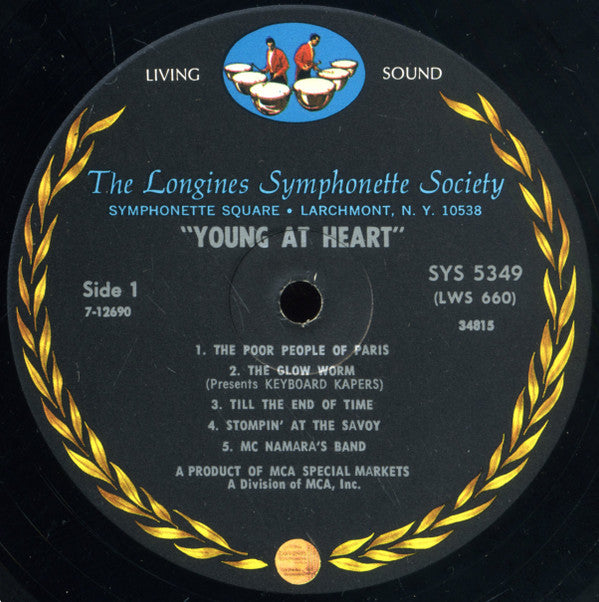 LIVING SOUND
The Longines Symphonette Society
SYMPHONETTE SQUARE • LARCHMONT, N. Y. 10538
"YOUNG AT HEART"
Side 1
7-12690
SYS 5349
(LWS 660)
34815
1. THE POOR PEOPLE OF PARIS
2. THE GLOW WORM
(Presents KEYBOARD KAPERS)
3. TILL THE END OF TIME
4. STOMPIN' AT THE SAVOY
5. MC NAMARA'S BAND
A PRODUCT OF MCA SPECIAL MARKETS
A Division of MCA, Inc.